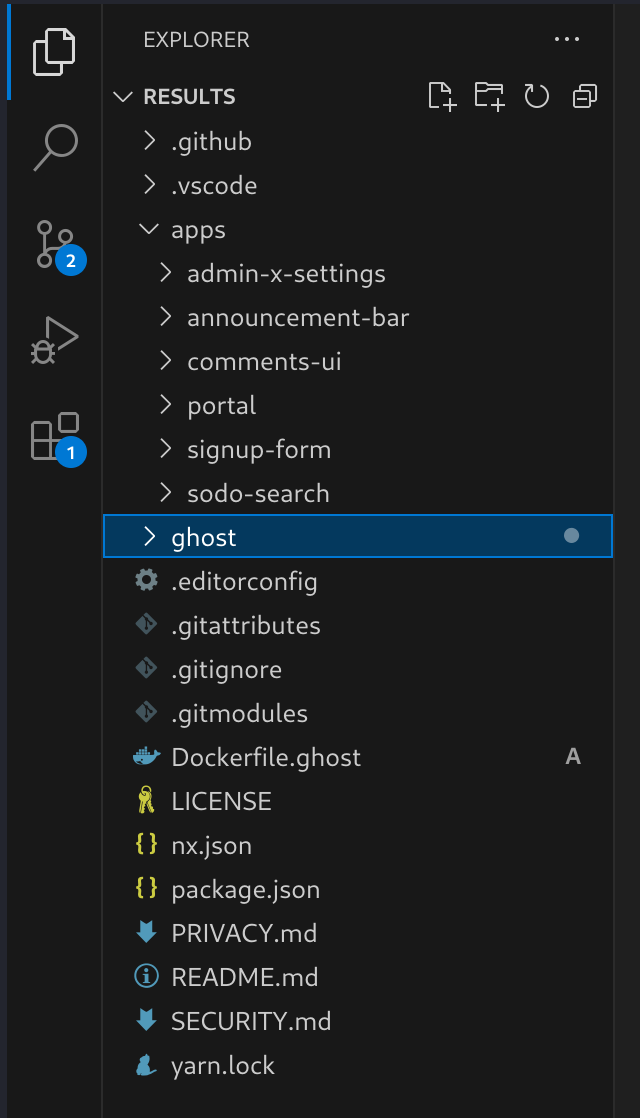 EXPLORER
RESULTS
.github
.vscode
apps
admin-x-settings
announcement-bar
comments-ui
portal
signup-form
sodo-search
ghost
.editorconfig
.gitattributes
.gitignore
.gitmodules
Dockerfile.ghost A
LICENSE
nx.json
package.json
PRIVACY.md
README.md
SECURITY.md
yarn.lock
2
1